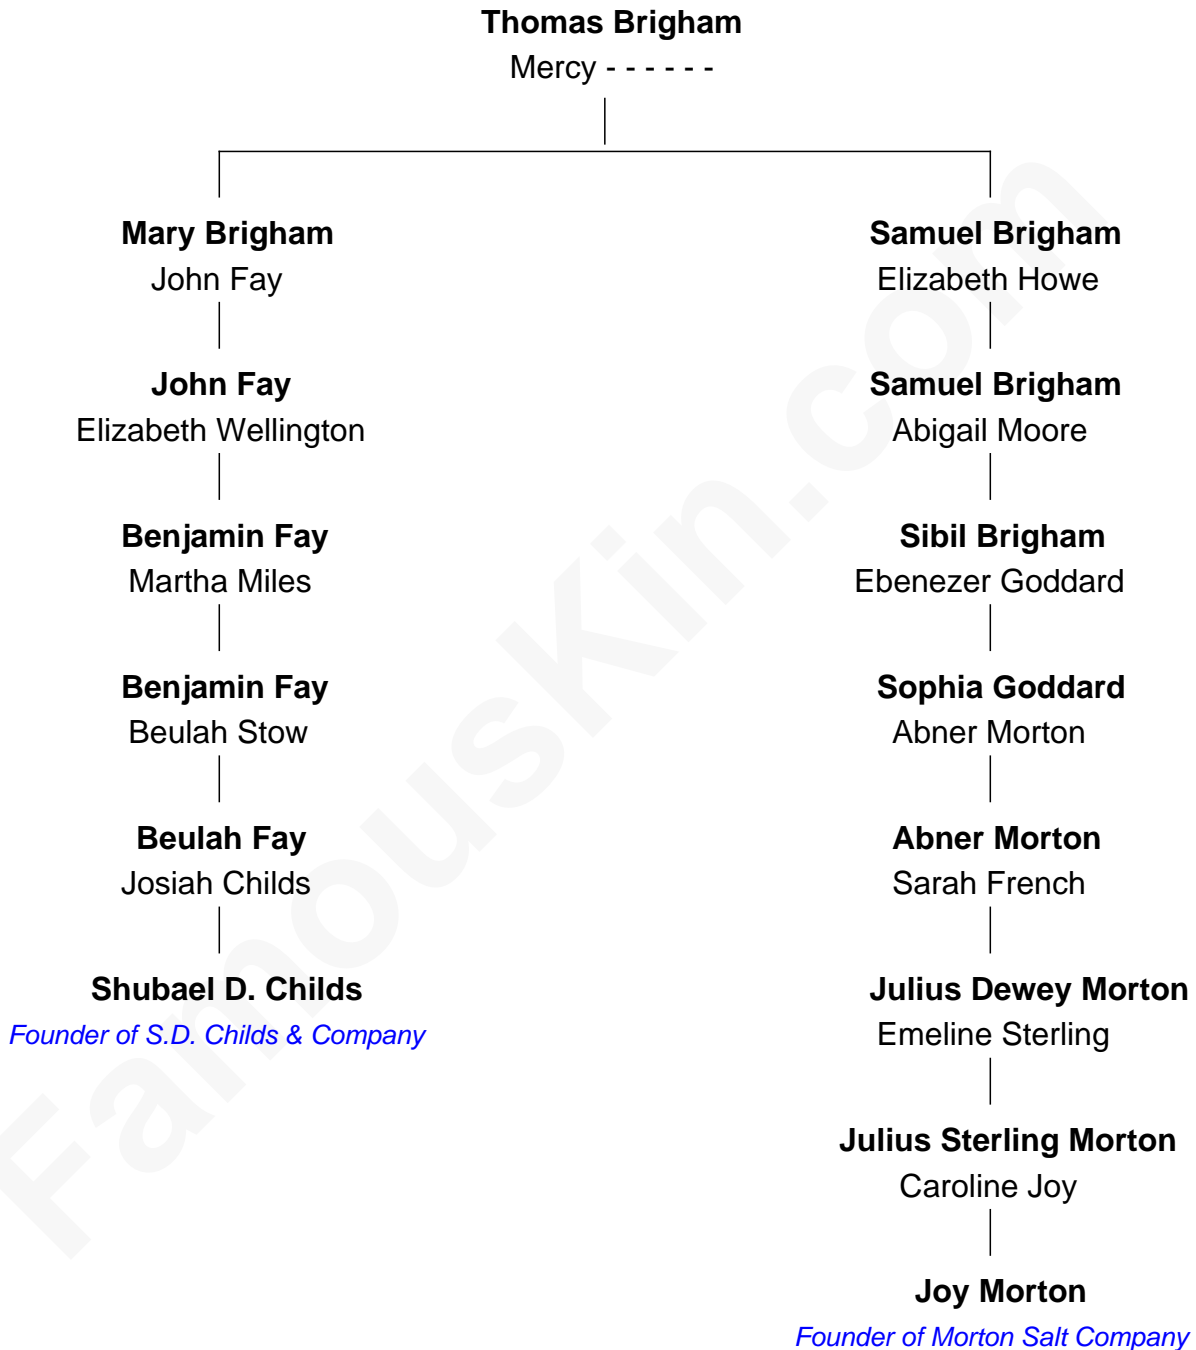 Thomas Brigham
Mercy - - - - - -
Mary Brigham
John Fay
John Fay
Elizabeth Wellington
Benjamin Fay
Martha Miles
Benjamin Fay
Beulah Stow
Beulah Fay
Josiah Childs
Shubael D. Childs
Founder of S.D. Childs & Company
Samuel Brigham
Elizabeth Howe
Samuel Brigham
Abigail Moore
Sibil Brigham
Ebenezer Goddard
Sophia Goddard
Abner Morton
Abner Morton
Sarah French
Julius Dewey Morton
Emeline Sterling
Julius Sterling Morton
Caroline Joy
Joy Morton
Founder of Morton Salt Company
FamousKin.com